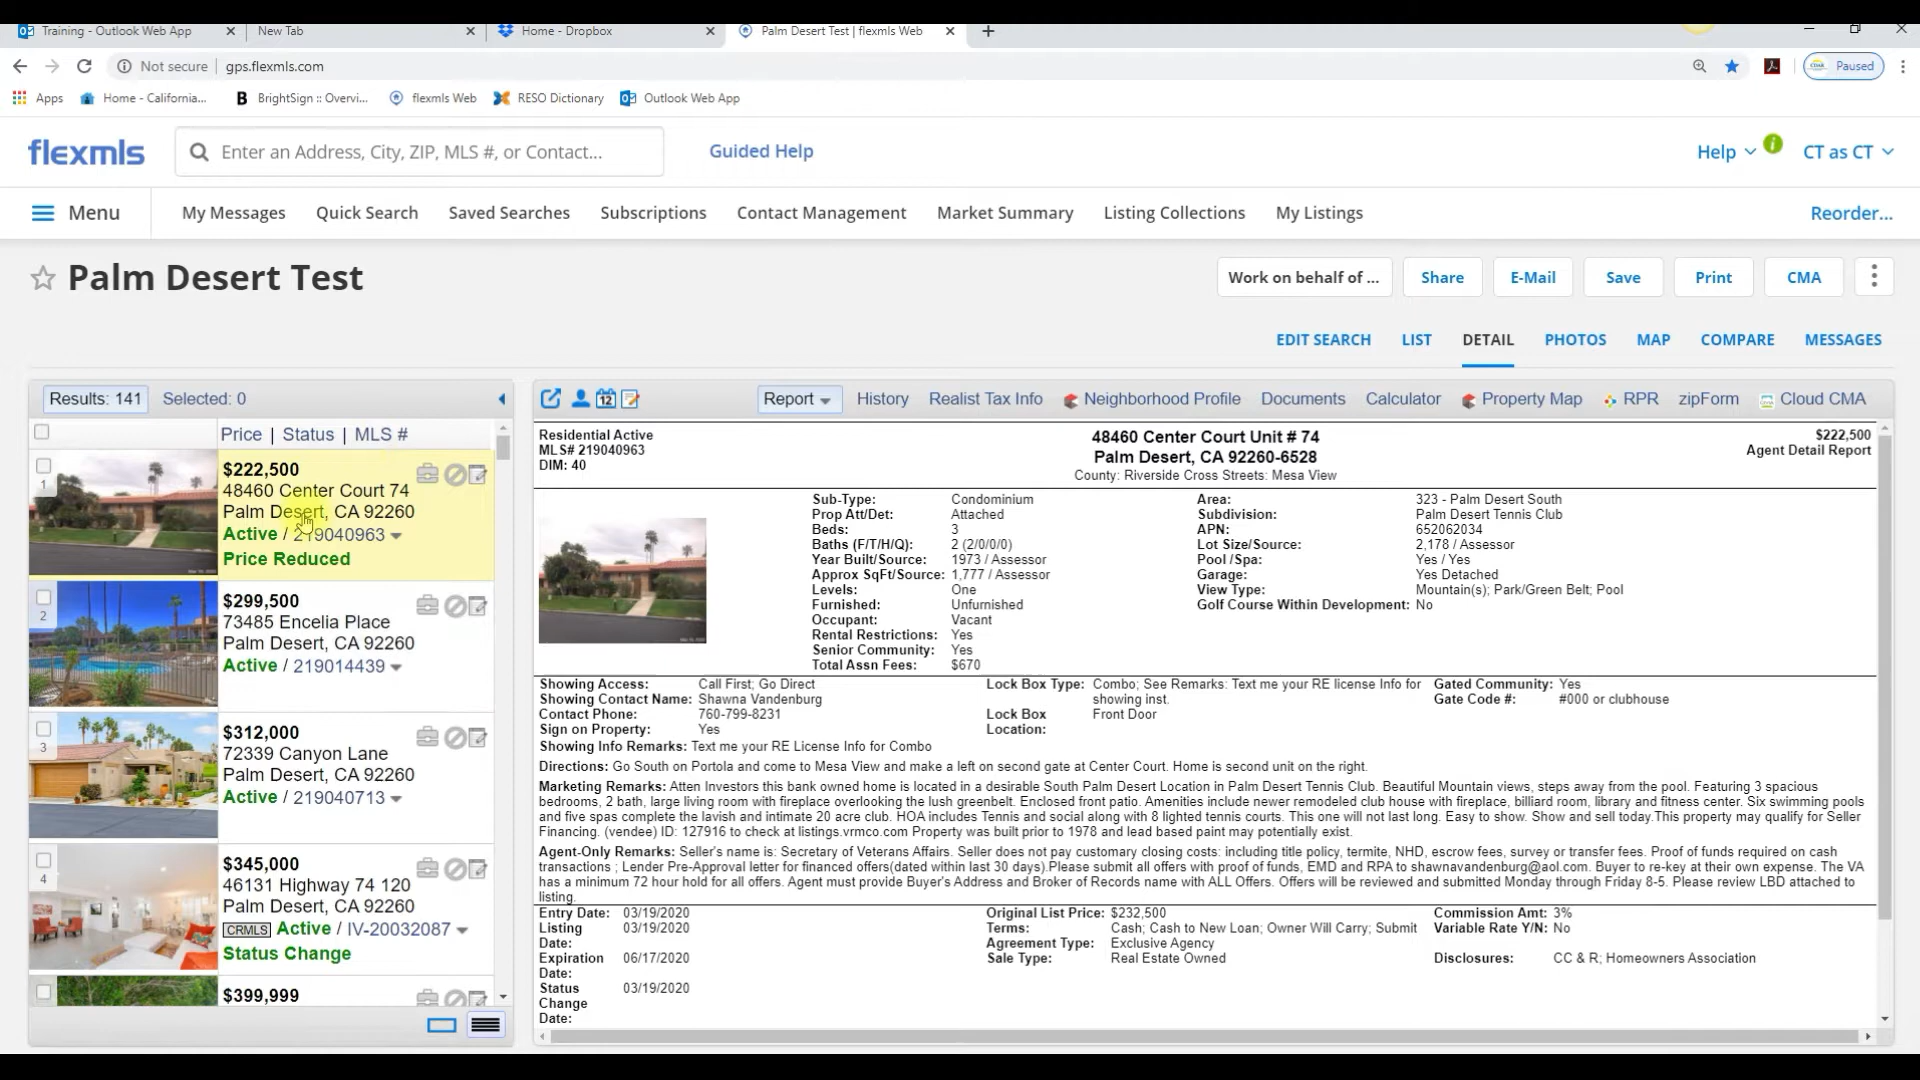 Training - Outlook Web App
New Tab
Home - Dropbox
Palm Desert Test | flexmls Web
Not secure
gps.flexmls.com
Paused
Apps
Home - California...
BrightSign :: Overvi...
flexmls Web
RESO Dictionary
Outlook Web App
flexmls
Enter an Address, City, ZIP, MLS #, or Contact...
Guided Help
Help
CT as CT
Menu
My Messages
Quick Search
Saved Searches
Subscriptions
Contact Management
Market Summary
Listing Collections
My Listings
Reorder...
Palm Desert Test
Work on behalf of ...
Share
E-Mail
Save
Print
CMA
EDIT SEARCH
LIST
DETAIL
PHOTOS
MAP
COMPARE
MESSAGES
Results: 141
Selected: 0
Price | Status | MLS #
1
$222,500
48460 Center Court 74
Palm Desert, CA 92260
Active / 219040963
Price Reduced
2
$299,500
73485 Encelia Place
Palm Desert, CA 92260
Active / 219014439
3
$312,000
72339 Canyon Lane
Palm Desert, CA 92260
Active / 219040713
4
$345,000
46131 Highway 74 120
Palm Desert, CA 92260
CRMLS Active / IV-20032087
Status Change
$399,999
12
Report
History
Realist Tax Info
Neighborhood Profile
Documents
Calculator
Property Map
RPR
zipForm
Cloud CMA
Residential Active
MLS# 219040963
DIM: 40
48460 Center Court Unit # 74
Palm Desert, CA 92260-6528
County: Riverside Cross Streets: Mesa View
$222,500
Agent Detail Report
Sub-Type: Condominium
Prop Att/Det: Attached
Beds: 3
Baths (F/T/H/Q): 2 (2/0/0/0)
Year Built/Source: 1973 / Assessor
Approx SqFt/Source: 1,777 / Assessor
Levels: One
Furnished: Unfurnished
Occupant: Vacant
Rental Restrictions: Yes
Senior Community: Yes
Total Assn Fees: $670
Area: 323 - Palm Desert South
Subdivision: Palm Desert Tennis Club
APN: 652062034
Lot Size/Source: 2,178 / Assessor
Pool /Spa: Yes / Yes
Garage: Yes Detached
View Type: Mountain(s); Park/Green Belt; Pool
Golf Course Within Development: No
Showing Access: Call First; Go Direct
Showing Contact Name: Shawna Vandenburg
Contact Phone: 760-799-8231
Sign on Property: Yes
Lock Box Type: Combo; See Remarks: Text me your RE license Info for
showing inst.
Lock Box Front Door
Location:
Gated Community: Yes
Gate Code #: #000 or clubhouse
Showing Info Remarks: Text me your RE License Info for Combo
Directions: Go South on Portola and come to Mesa View and make a left on second gate at Center Court. Home is second unit on the right.
Marketing Remarks: Atten Investors this bank owned home is located in a desirable South Palm Desert Location in Palm Desert Tennis Club. Beautiful Mountain views, steps away from the pool. Featuring 3 spacious
bedrooms, 2 bath, large living room with fireplace overlooking the lush greenbelt. Enclosed front patio. Amenities include newer remodeled club house with fireplace, billiard room, library and fitness center. Six swimming pools
and five spas complete the lavish and intimate 20 acre club. HOA includes Tennis and social along with 8 lighted tennis courts. This one will not last long. Easy to show. Show and sell today.This property may qualify for Seller
Financing. (vendee) ID: 127916 to check at listings.vrmco.com Property was built prior to 1978 and lead based paint may potentially exist.
Agent-Only Remarks: Seller's name is: Secretary of Veterans Affairs. Seller does not pay customary closing costs: including title policy, termite, NHD, escrow fees, survey or transfer fees. Proof of funds required on cash
transactions ; Lender Pre-Approval letter for financed offers(dated within last 30 days).Please submit all offers with proof of funds, EMD and RPA to shawnavandenburg@aol.com. Buyer to re-key at their own expense. The VA
has a minimum 72 hour hold for all offers. Agent must provide Buyer's Address and Broker of Records name with ALL Offers. Offers will be reviewed and submitted Monday through Friday 8-5. Please review LBD attached to
listing.
Entry Date: 03/19/2020
Listing 03/19/2020
Date:
Expiration 06/17/2020
Date:
Status 03/19/2020
Change
Date:
Original List Price: $232,500
Terms: Cash; Cash to New Loan; Owner Will Carry; Submit
Agreement Type: Exclusive Agency
Sale Type: Real Estate Owned
Commission Amt: 3%
Variable Rate Y/N: No
Disclosures: CC & R; Homeowners Association